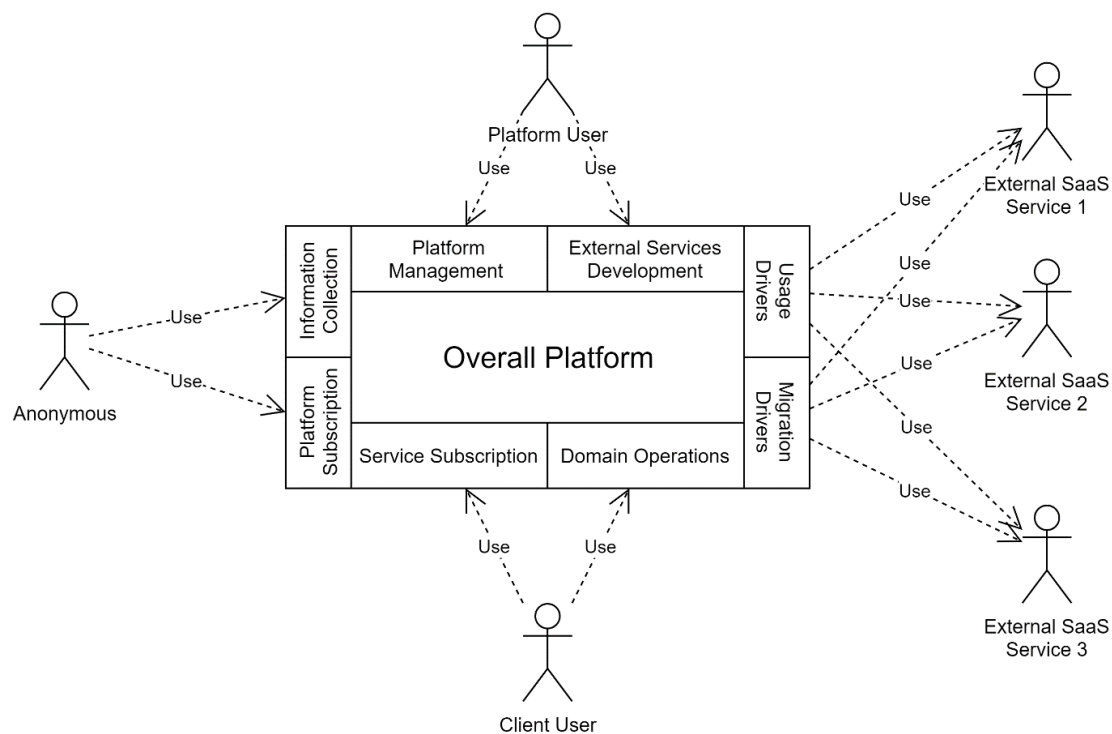 Platform User
Use
Use
External SaaS
Service 1
Use
Platform
Management
External Services
Development
Information
Collection
Usage
Drivers
Use
Use
Use
Anonymous
Use
Overall Platform
Use
External SaaS
Service 2
Platform
Subscription
Migration
Drivers
Use
Service Subscription
Domain Operations
Use
Use
Use
External SaaS
Service 3
Client User